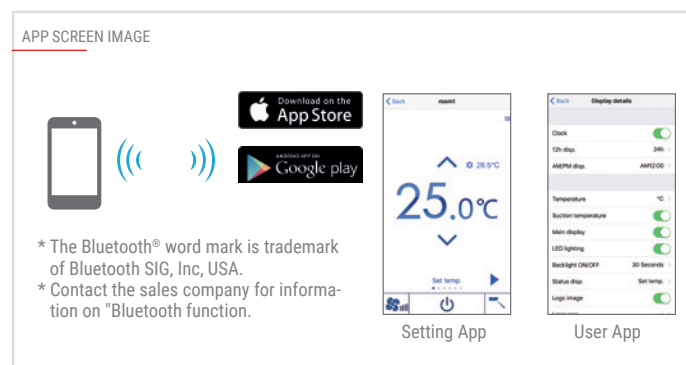 APP SCREEN IMAGE
Download on the
App Store
ANDROID APP ON
Google play
* The Bluetooth® word mark is trademark
of Bluetooth SIG, Inc, USA.
* Contact the sales company for informa-
tion on "Bluetooth function.
Back room1
26.5°C
25.0°C
Set temp.
Setting App
Back Display details
Clock
12h disp. 24h
AM/PM disp. AM12:00
Temperature °C
Suction temperature
Main display
LED lighting
Backlight ON/OFF 30 Seconds
Status disp. Set temp.
Logo image
User App